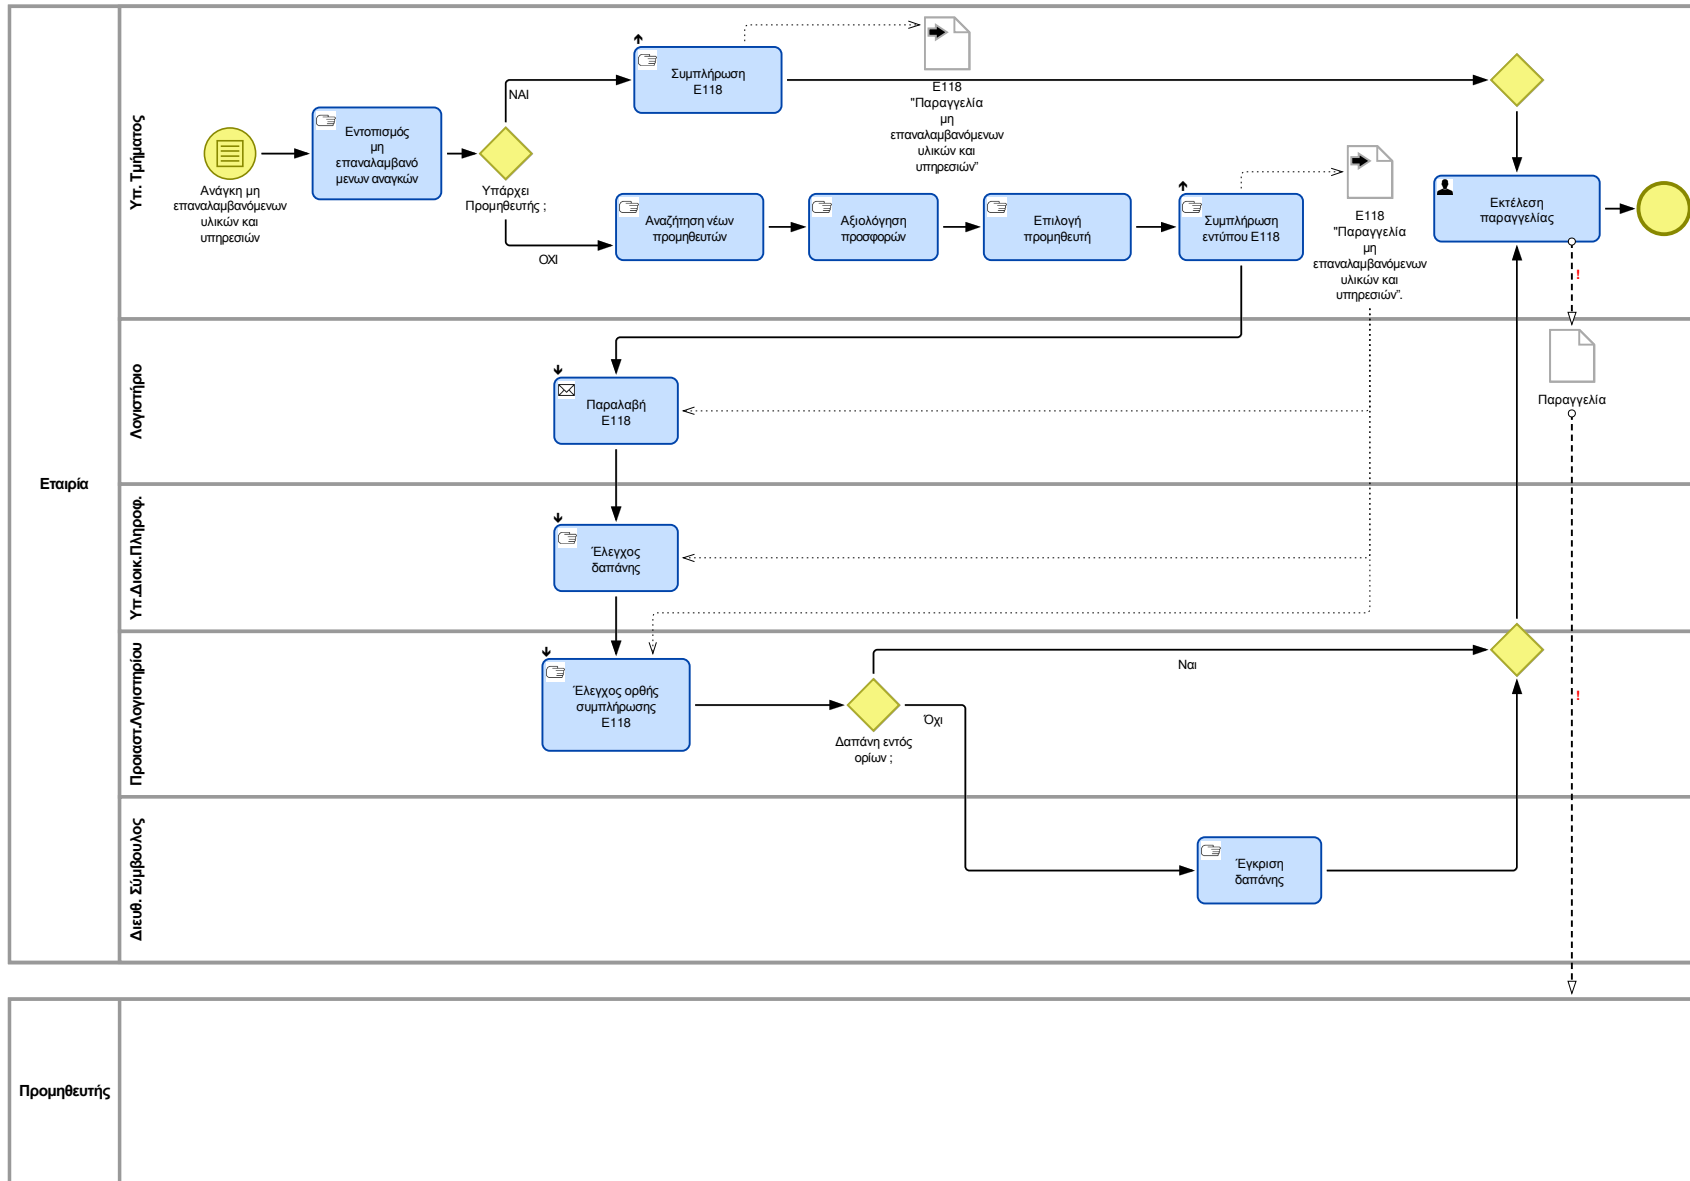 Εταιρία
Υπ. Τμήματος
Ανάγκη μη
επαναλαμβανόμενων
υλικών και
υπηρεσιών
Εντοπισμός
μη
επαναλαμβανό
μενων αναγκών
Υπάρχει
Προμηθευτής ;
ΝΑΙ
ΟΧΙ
Συμπλήρωση
Ε118
Ε118
"Παραγγελία
μη
επαναλαμβανόμενων
υλικών και
υπηρεσιών"
Αναζήτηση νέων
προμηθευτών
Αξιολόγηση
προσφορών
Επιλογή
προμηθευτή
Συμπλήρωση
εντύπου Ε118
Ε118
"Παραγγελία
μη
επαναλαμβανόμενων
υλικών και
υπηρεσιών".
Εκτέλεση
παραγγελίας
!
Λογιστήριο
Παραλαβή
Ε118
Παραγγελία
Υπ.Διοικ.Πληροφ.
Έλεγχος
δαπάνης
Προιαστ.Λογιστηρίου
Έλεγχος ορθής
συμπλήρωσης
Ε118
Δαπάνη εντός
ορίων ;
Ναι
Όχι
!
Διευθ. Σύμβουλος
Έγκριση
δαπάνης
Προμηθευτής